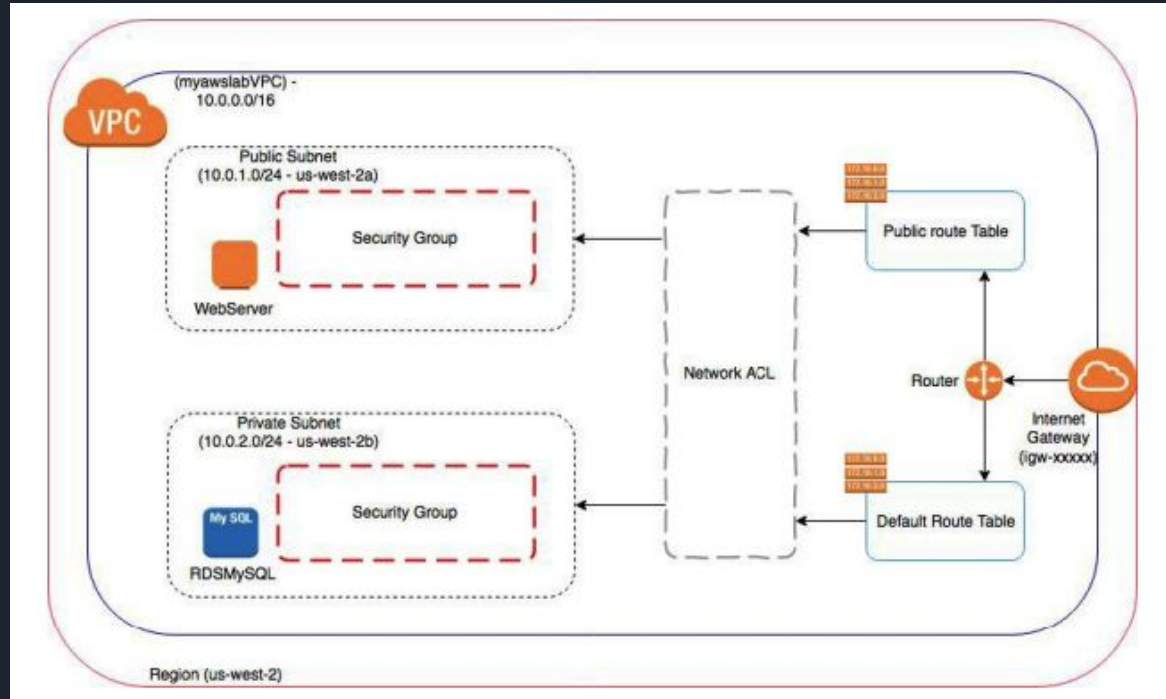 (myawslabVPC) -
10.0.0.0/16
VPC
Public Subnet
(10.0.1.0/24 - us-west-2a)
Security Group
WebServer
Public route Table
Network ACL
Router
Internet
Gateway
(igw-xxxxx)
Private Subnet
(10.0.2.0/24 - us-west-2b)
Security Group
My SQL
RDSMySQL
Default Route Table
Region (us-west-2)